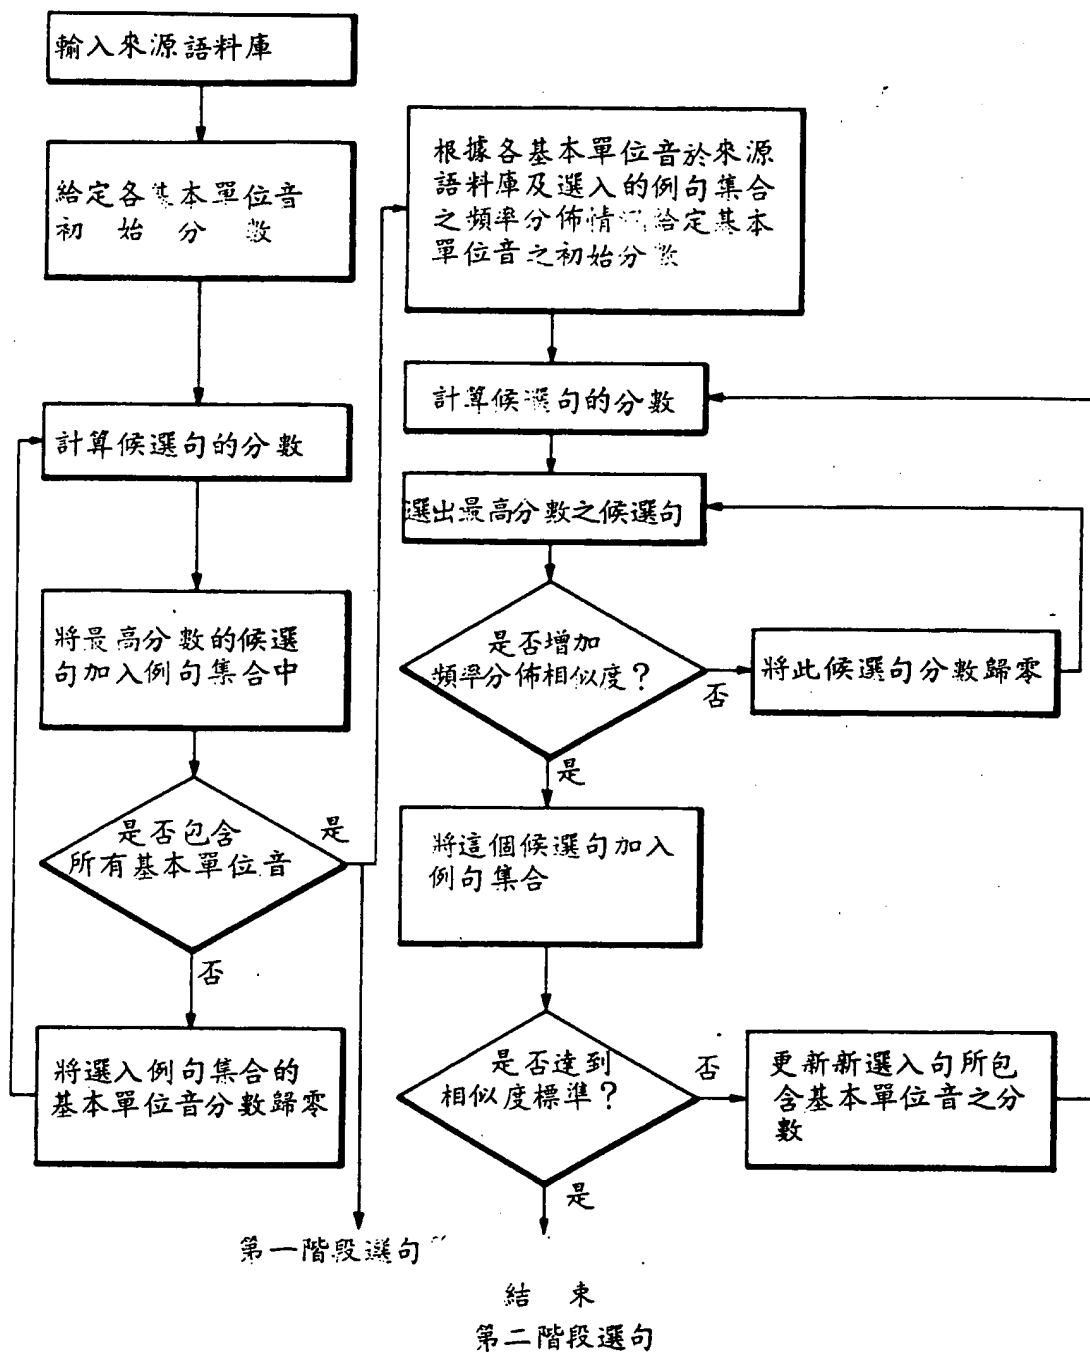 輸入來源語料庫
給定各基本單位音
初始分數
計算候選句的分數
將最高分數的候選
句加入例句集合中
是否包含
所有基本單位音
是
否
將選入例句集合的
基本單位音分數歸零
第一階段選句
根據各基本單位音於來源
語料庫及選入的例句集合
之頻率分佈情況給定基本
單位音之初始分數
計算候選句的分數
選出最高分數之候選句
是否增加
頻率分佈相似度？
否
將此候選句分數歸零
是
將這個候選句加入
例句集合
是否達到
相似度標準？
否
更新新選入句所包
含基本單位音之分
數
是
結束
第二階段選句